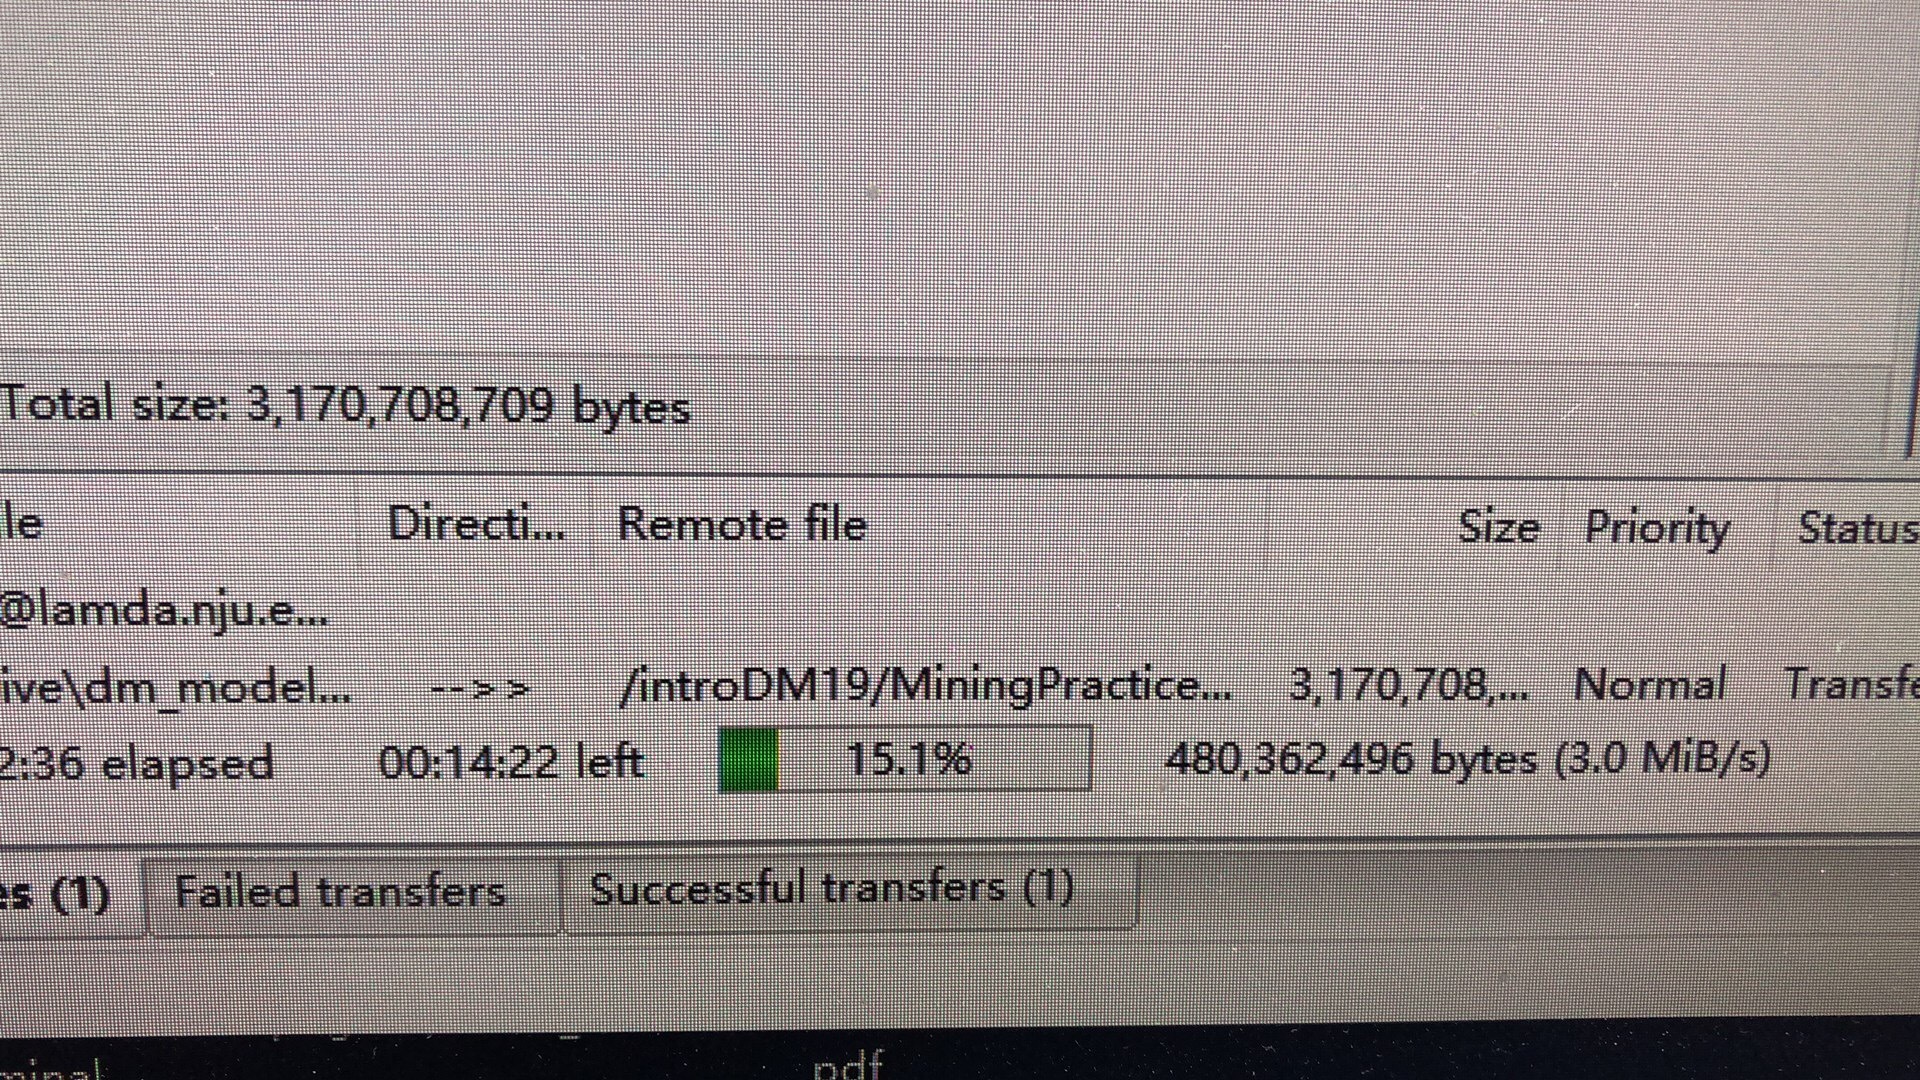 Total size: 3,170,708,709 bytes
le Directi... Remote file Size Priority Status
@lamda.nju.e...
ive\dm_model... -->> /introDM19/MiningPractice... 3,170,708,... Normal Transfe
2:36 elapsed 00:14:22 left 15.1% 480,362,496 bytes (3.0 MiB/s)
es (1) Failed transfers Successful transfers (1)
minal pdf